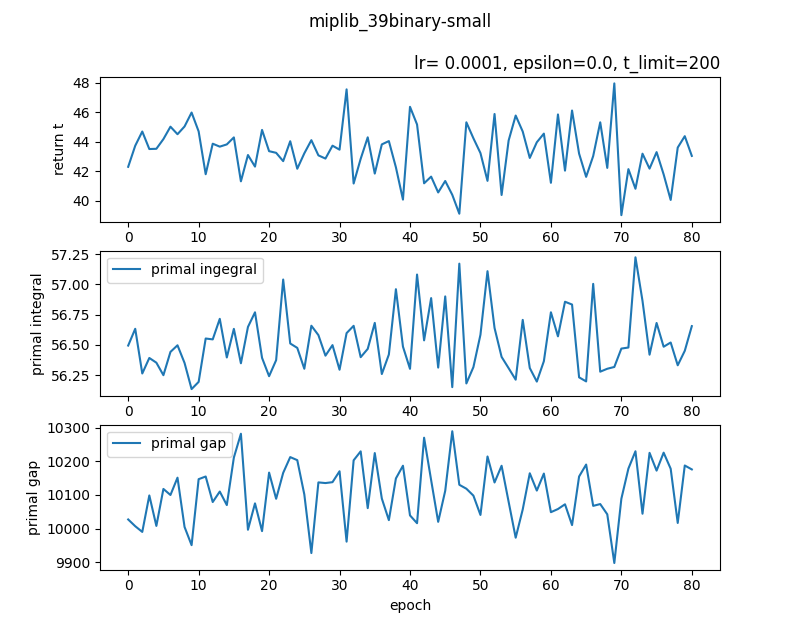 miplib_39binary-small
lr= 0.0001, epsilon=0.0, t_limit=200
return t
48
46
44
42
40
0 10 20 30 40 50 60 70 80
primal integral
57.25
57.00
56.75
56.50
56.25
primal ingegral
0 10 20 30 40 50 60 70 80
primal gap
10300
10200
10100
10000
9900
primal gap
0 10 20 30 40 50 60 70 80
epoch